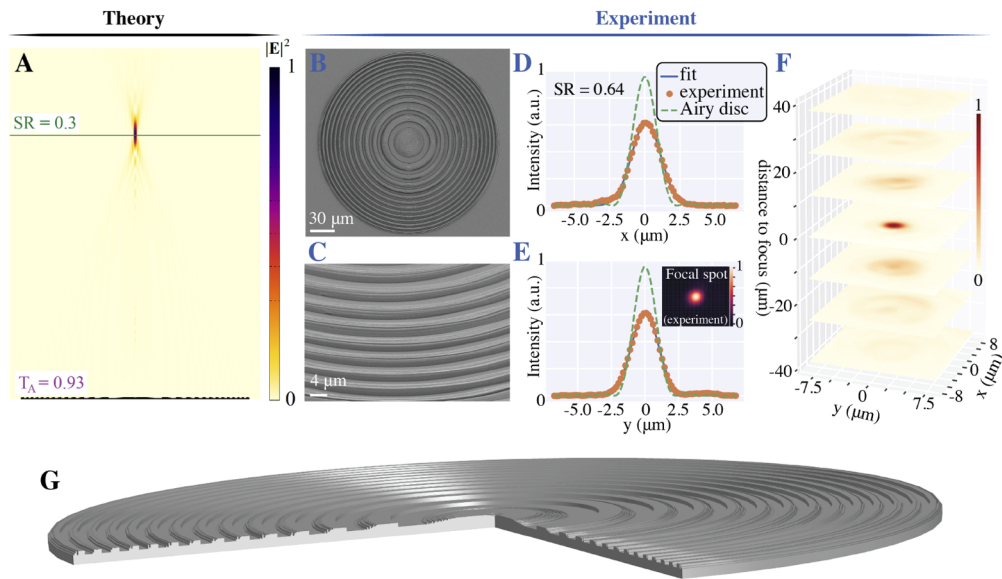 Theory
Experiment
A
|E|²
1
SR = 0.3
T_A = 0.93
0
B
30 µm
C
4 µm
D
1
SR = 0.64
fit
experiment
Airy disc
Intensity (a.u.)
0
-5.0 -2.5 0 2.5 5.0
x (µm)
E
1
Focal spot
(experiment)
1
0
Intensity (a.u.)
0
-5.0 -2.5 0 2.5 5.0
y (µm)
F
1
0
40
20
0
-20
-40
distance to focus (µm)
-7.5 0 7.5
y (µm)
-8 0 8
x (µm)
G